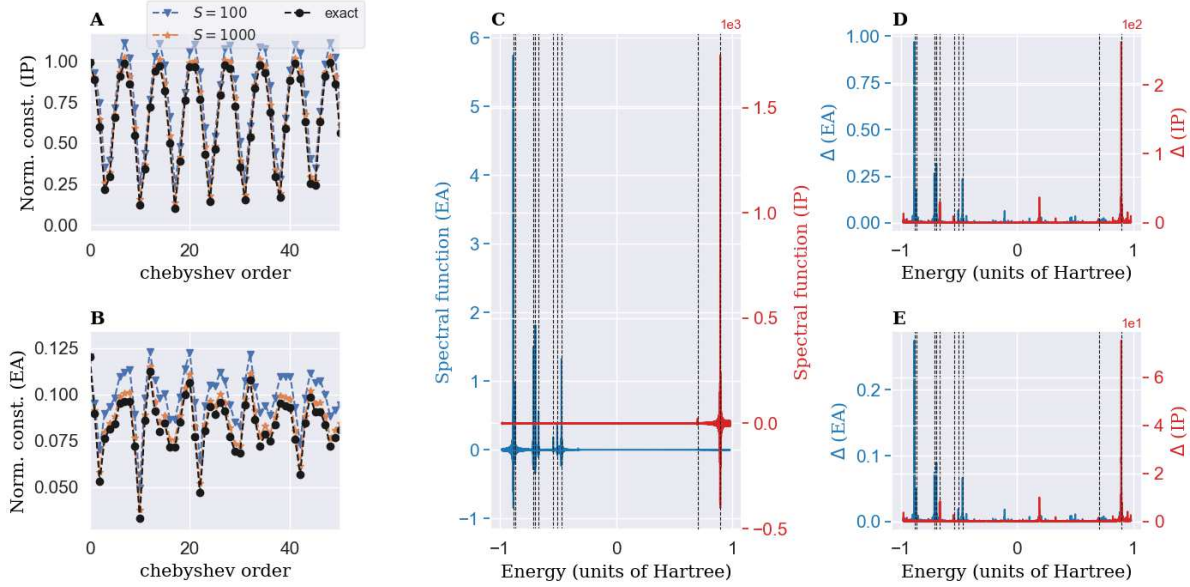 A
S = 100
S = 1000
exact
Norm. const. (IP)
1.00
0.75
0.50
0.25
0.00
0
20
40
chebyshev order
B
Norm. const. (EA)
0.125
0.100
0.075
0.050
0
20
40
chebyshev order
C
1e3
Spectral function (EA)
6
5
4
3
2
1
0
−1
Spectral function (IP)
1.5
1.0
0.5
0.0
−0.5
−1
0
1
Energy (units of Hartree)
D
1e2
Δ (EA)
1.00
0.75
0.50
0.25
0.00
Δ (IP)
2
1
0
−1
0
1
Energy (units of Hartree)
E
1e1
Δ (EA)
0.2
0.1
0.0
Δ (IP)
6
4
2
0
−1
0
1
Energy (units of Hartree)